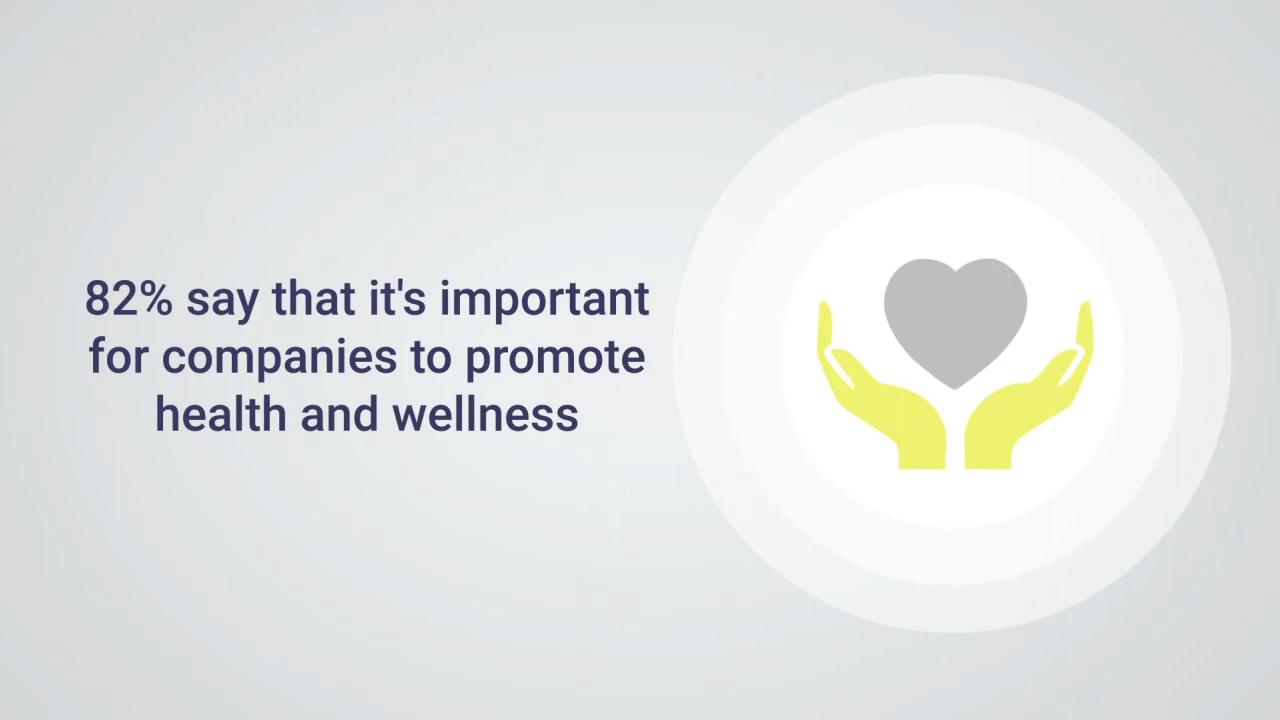 82% say that it's important
for companies to promote
health and wellness